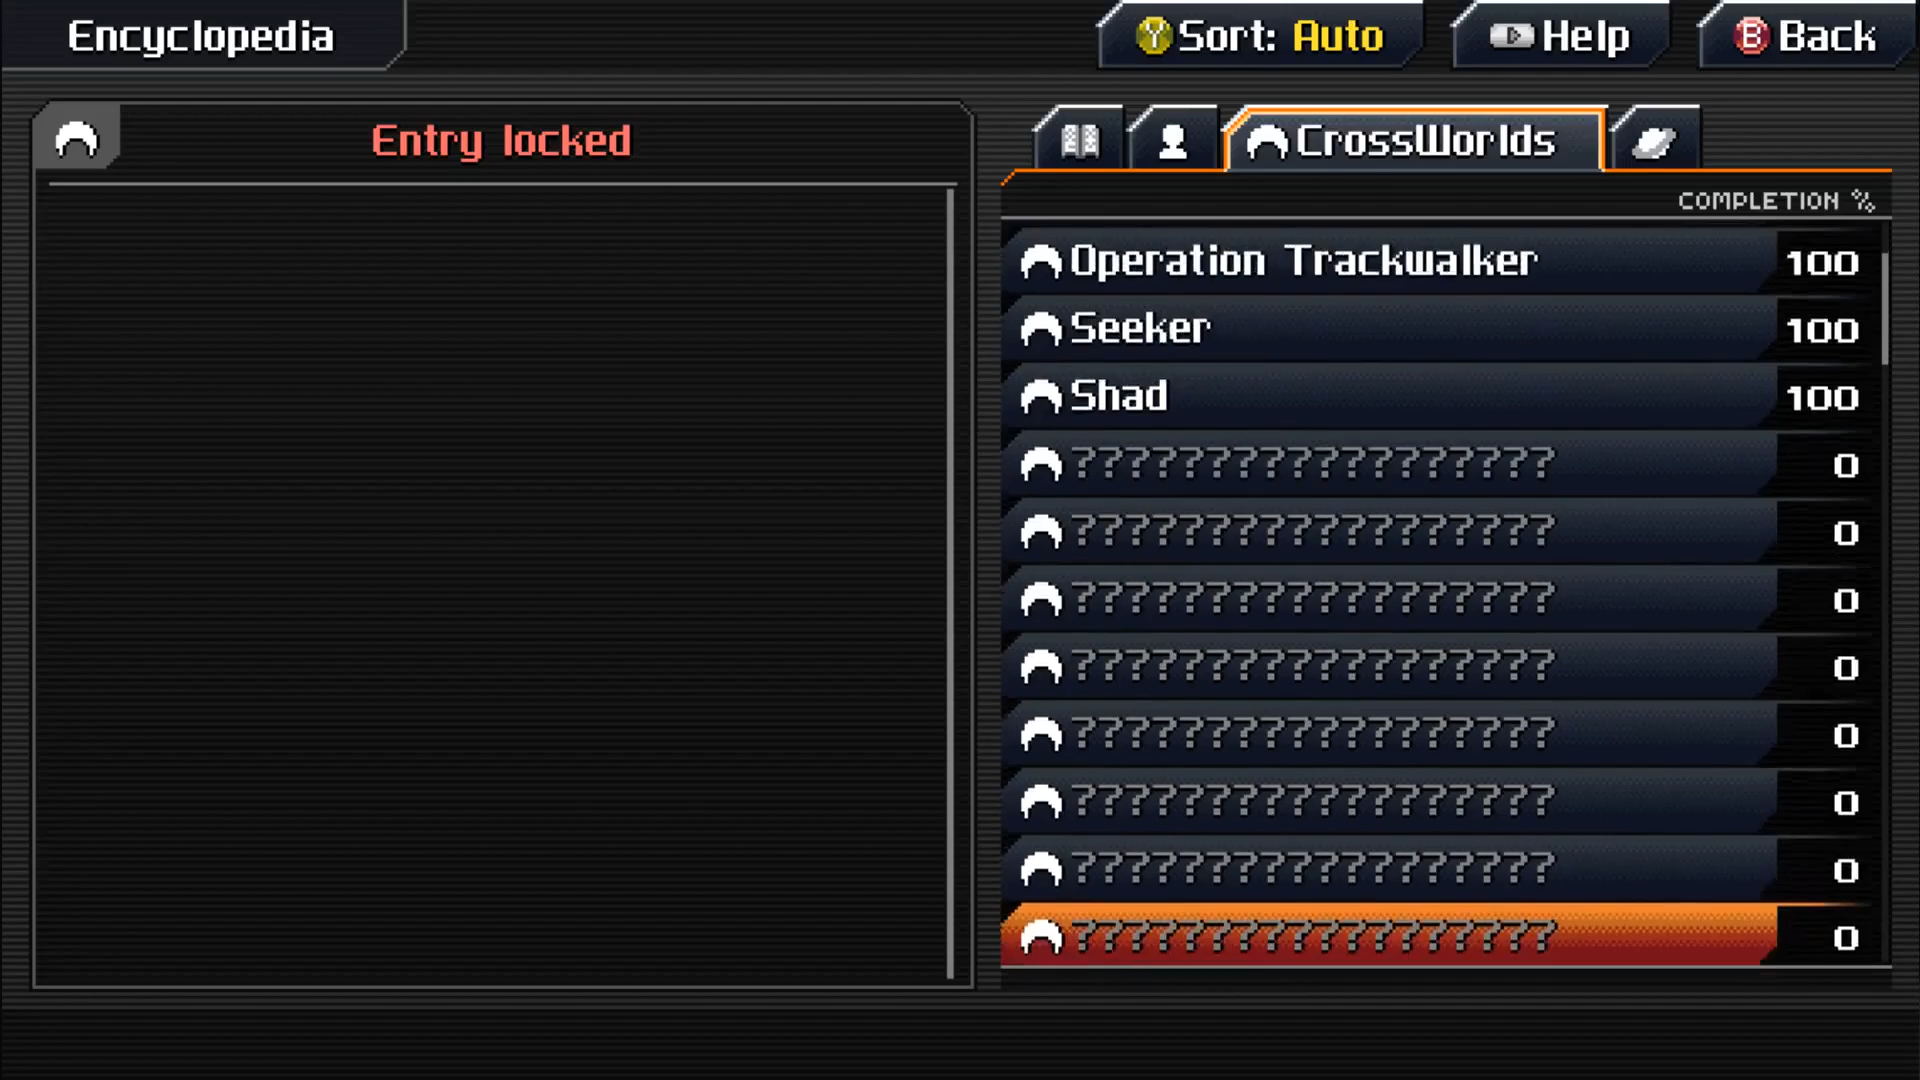 Encyclopedia
Y Sort: Auto
Help
B Back
Entry locked
CrossWorlds
COMPLETION %
Operation Trackwalker 100
Seeker 100
Shad 100
?????????????????? 0
?????????????????? 0
?????????????????? 0
?????????????????? 0
?????????????????? 0
?????????????????? 0
?????????????????? 0
?????????????????? 0